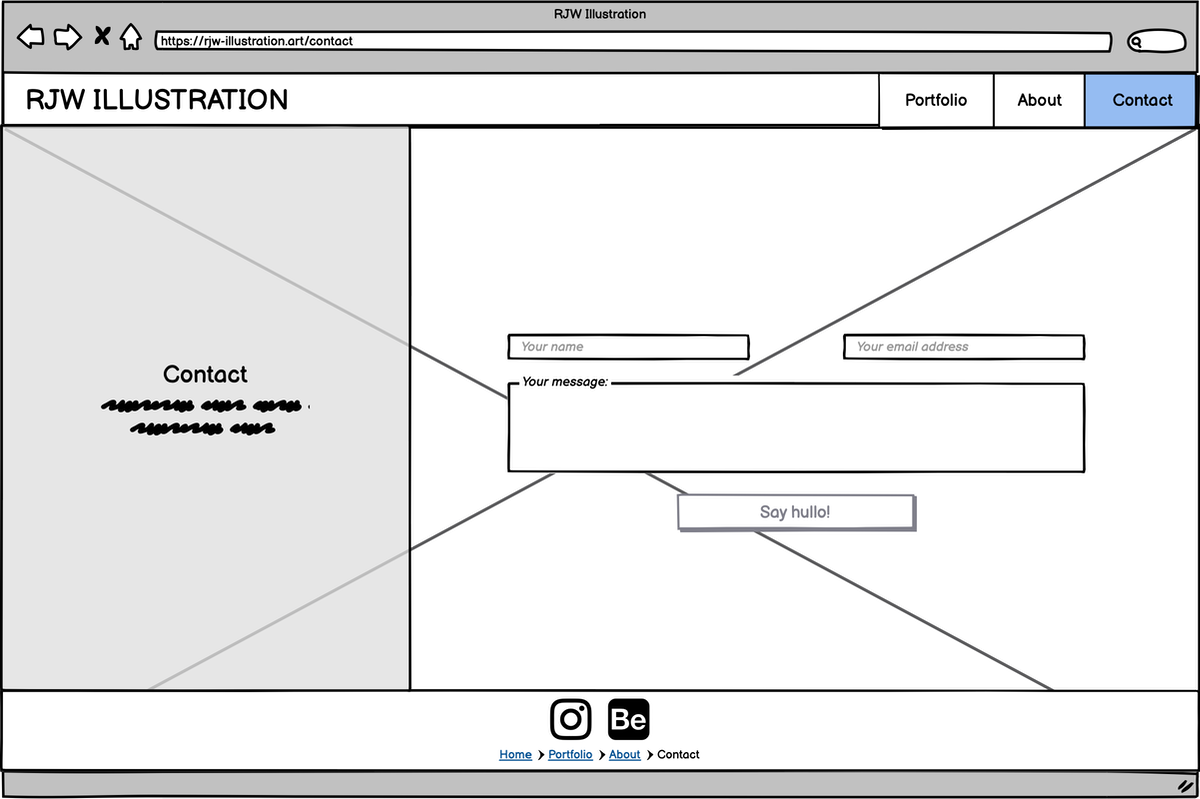 RJW Illustration
https://rjw-illustration.art/contact
RJW ILLUSTRATION
Portfolio
About
Contact
Contact
Your name
Your email address
Your message:
Say hullo!
Be
Home > Portfolio > About > Contact